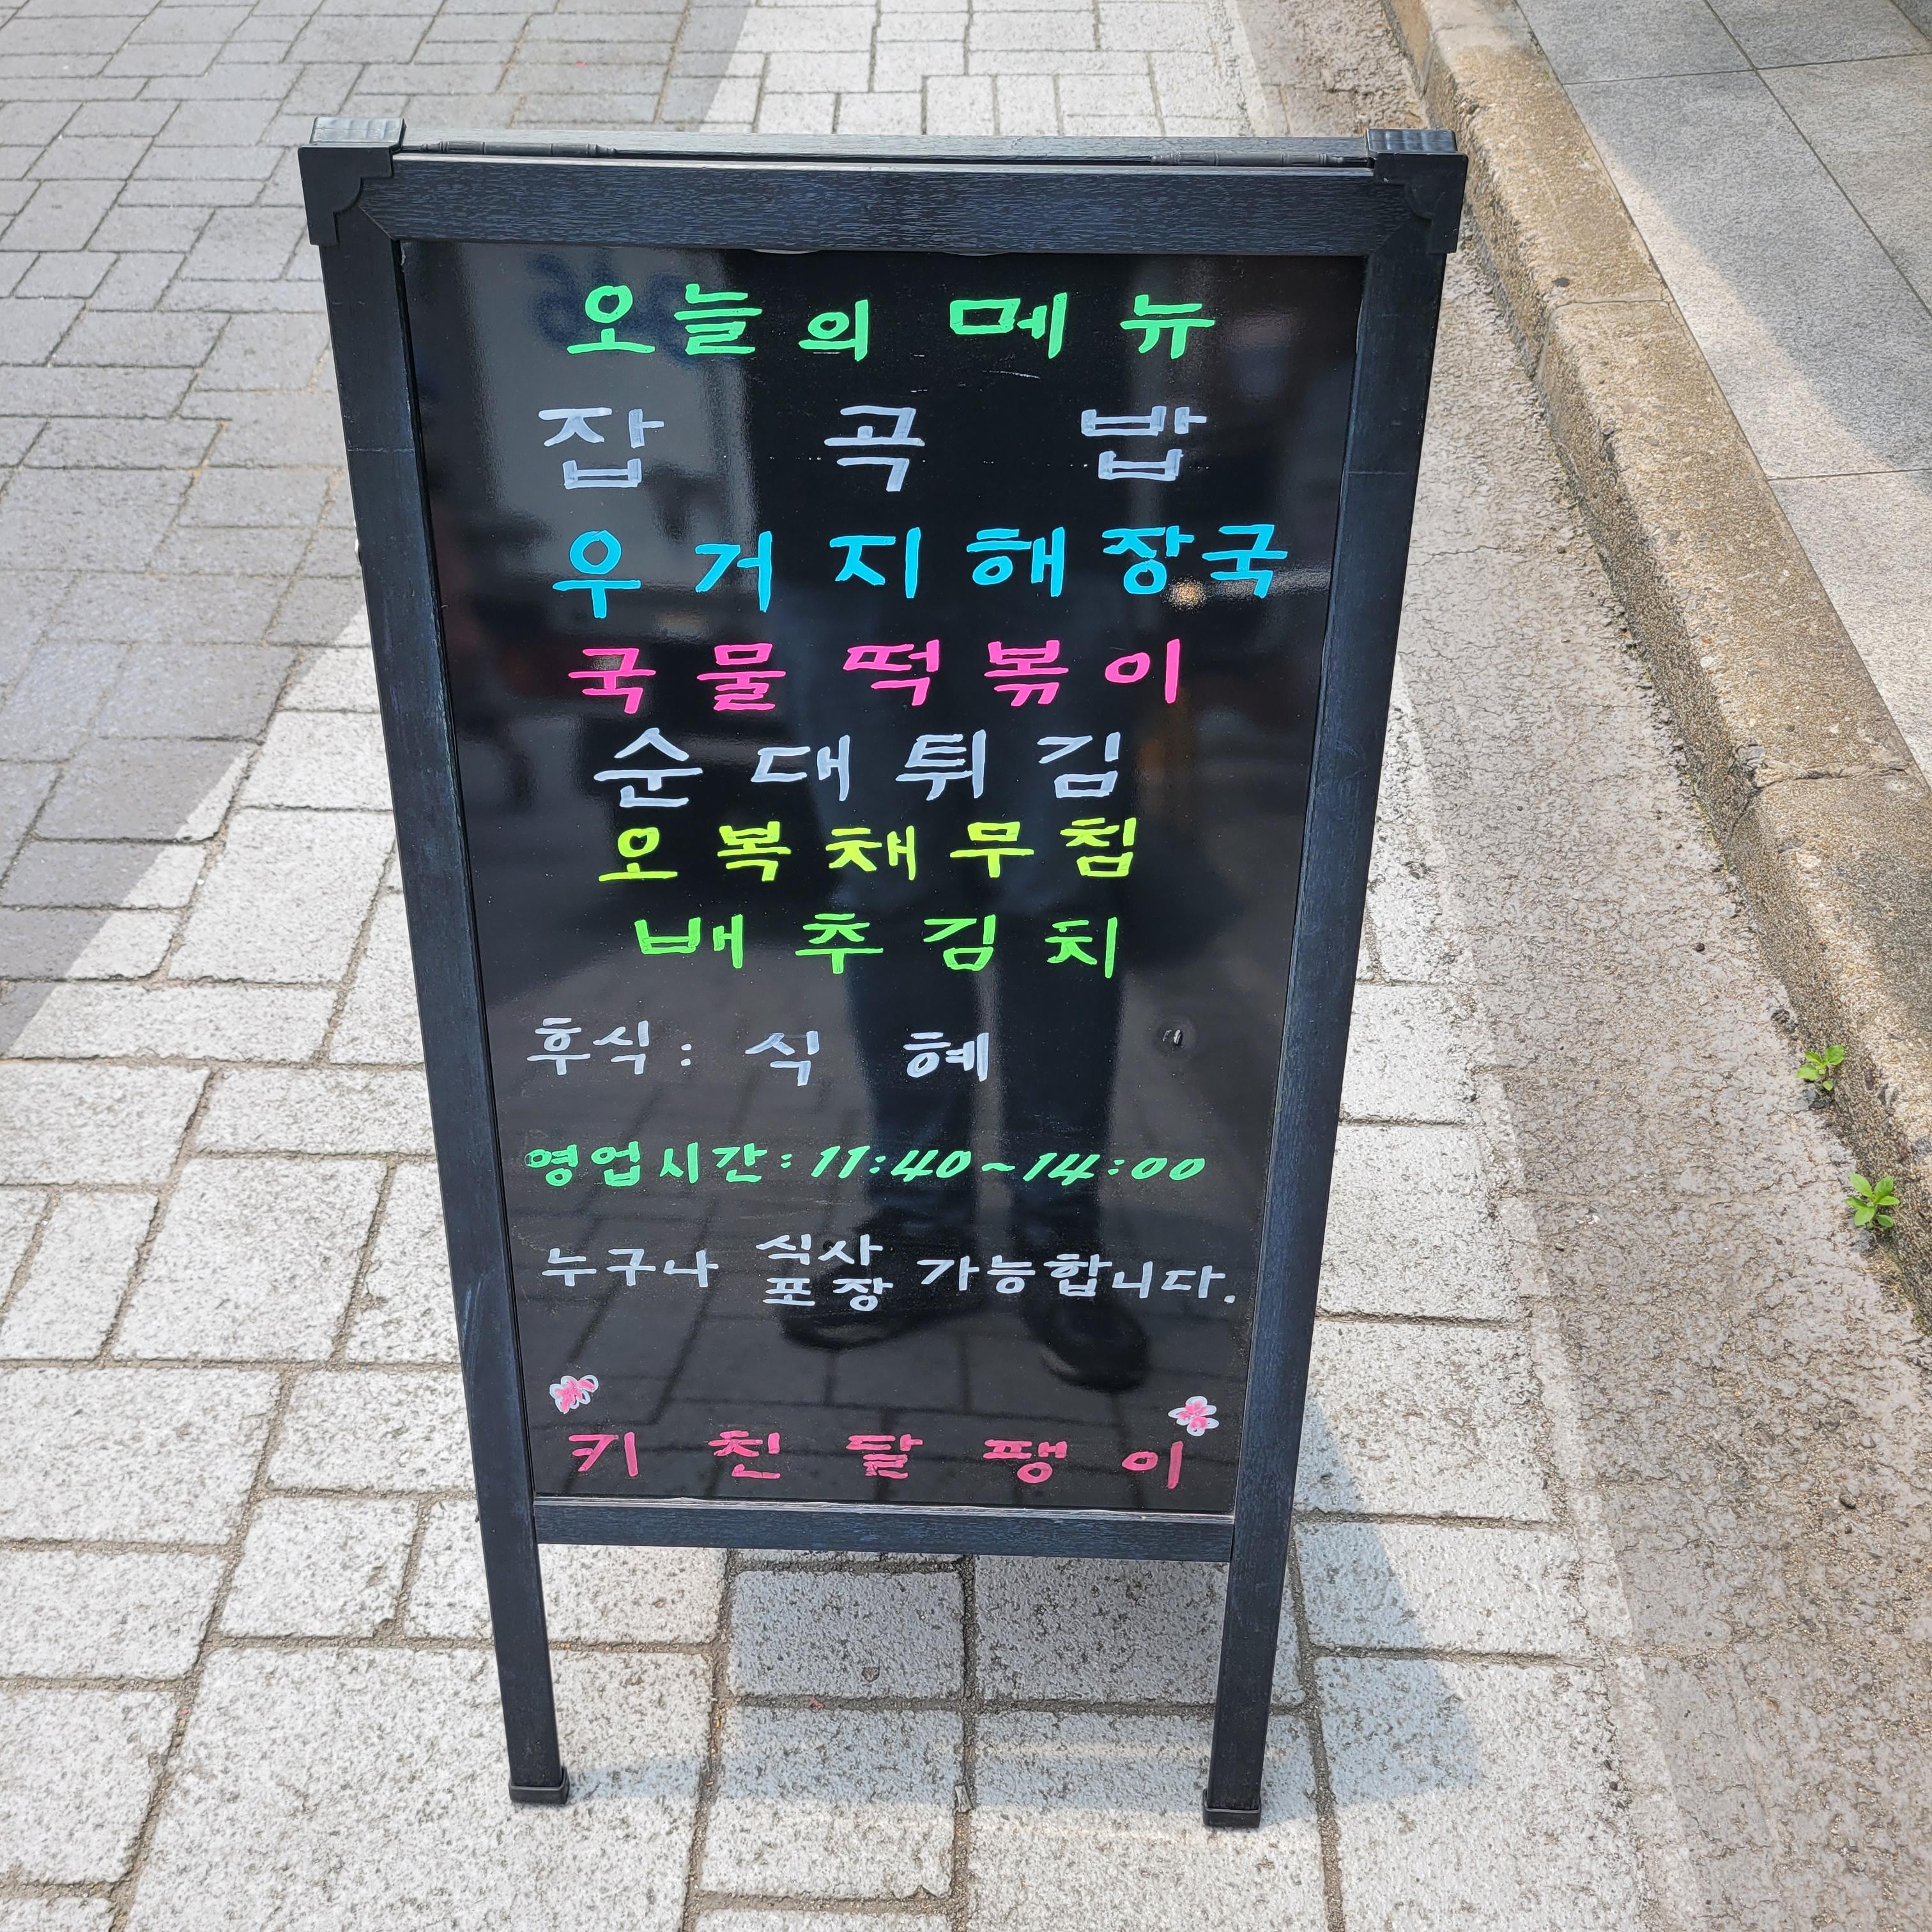 오늘의 메뉴
잡곡밥
우거지해장국
국물떡볶이
순대튀김
오복채무침
배추김치
후식: 식혜
영업시간: 11:40~14:00
누구나 식사 포장 가능합니다.
키친달팽이